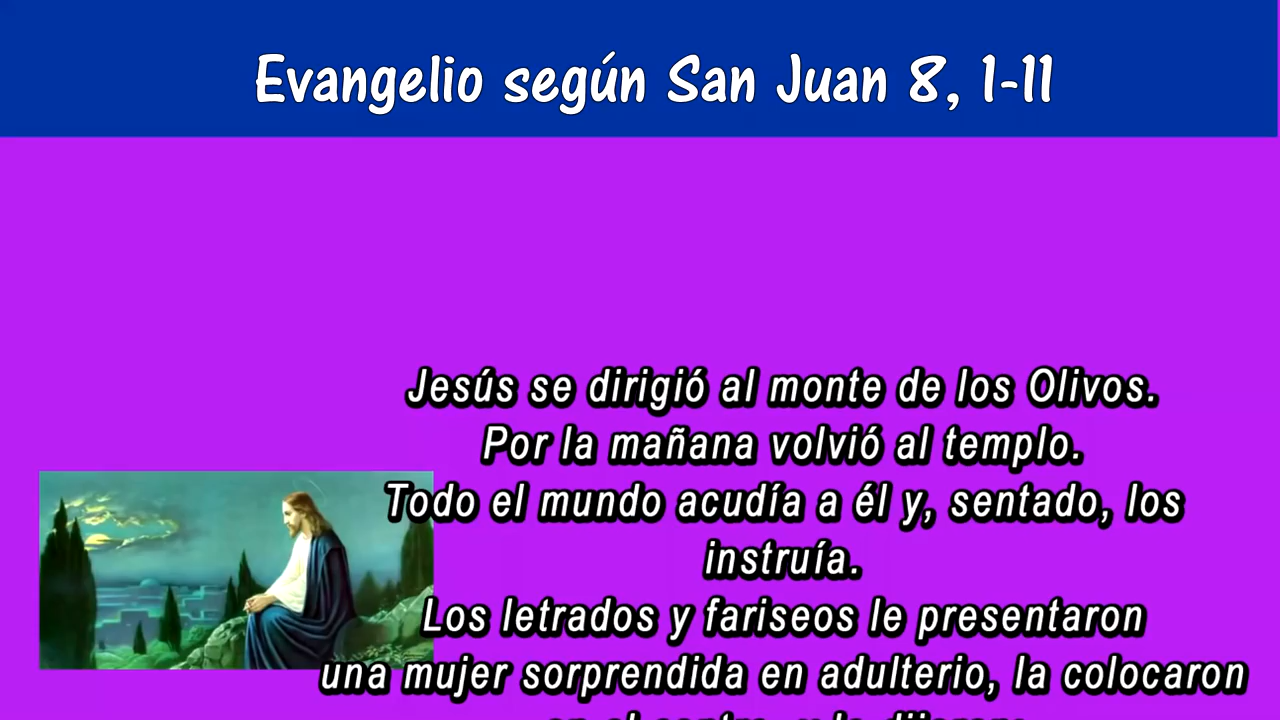 Evangelio según San Juan 8, 1-11
Jesús se dirigió al monte de los Olivos.
Por la mañana volvió al templo.
Todo el mundo acudía a él y, sentado, los
instruía.
Los letrados y fariseos le presentaron
una mujer sorprendida en adulterio, la colocaron